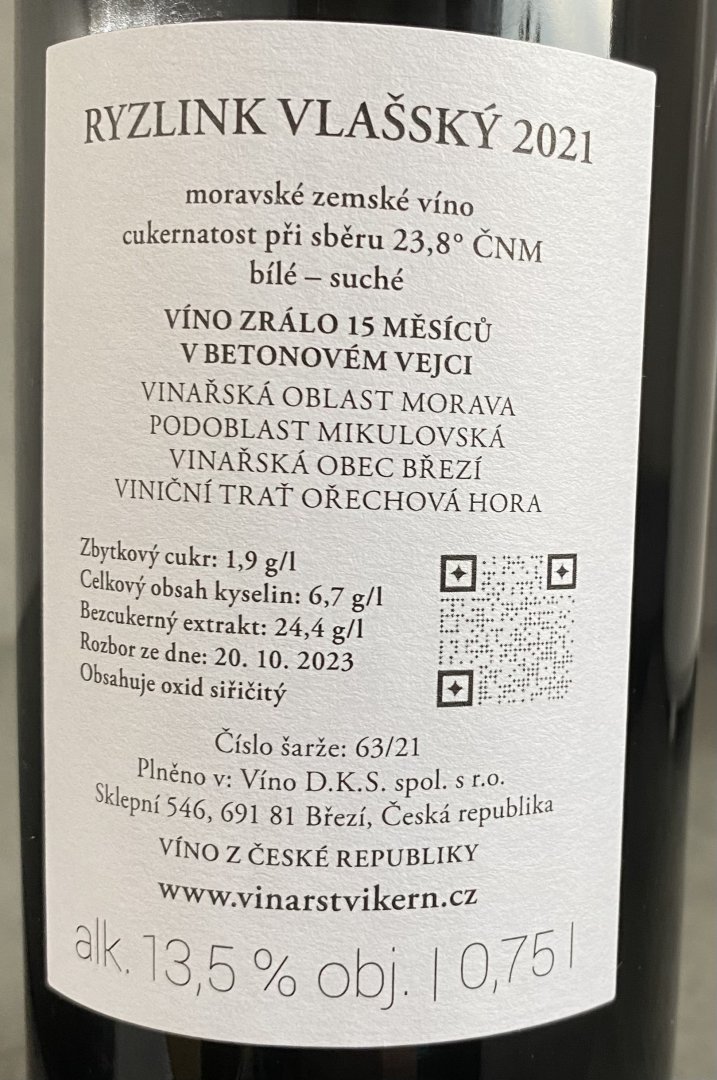 RYZLINK VLAŠSKÝ 2021
moravské zemské víno
cukernatost při sběru 23,8° ČNM
bílé – suché
VÍNO ZRÁLO 15 MĚSÍCŮ
V BETONOVÉM VEJCI
VINAŘSKÁ OBLAST MORAVA
PODOBLAST MIKULOVSKÁ
VINAŘSKÁ OBEC BŘEZÍ
VINIČNÍ TRAŤ OŘECHOVÁ HORA
Zbytkový cukr: 1,9 g/l
Celkový obsah kyselin: 6,7 g/l
Bezcukerný extrakt: 24,4 g/l
Rozbor ze dne: 20. 10. 2023
Obsahuje oxid siřičitý
Číslo šarže: 63/21
Plněno v: Víno D.K.S. spol. s r.o.
Sklepní 546, 691 81 Březí, Česká republika
VÍNO Z ČESKÉ REPUBLIKY
www.vinarstvikern.cz
alk. 13,5 % obj. | 0,75 l